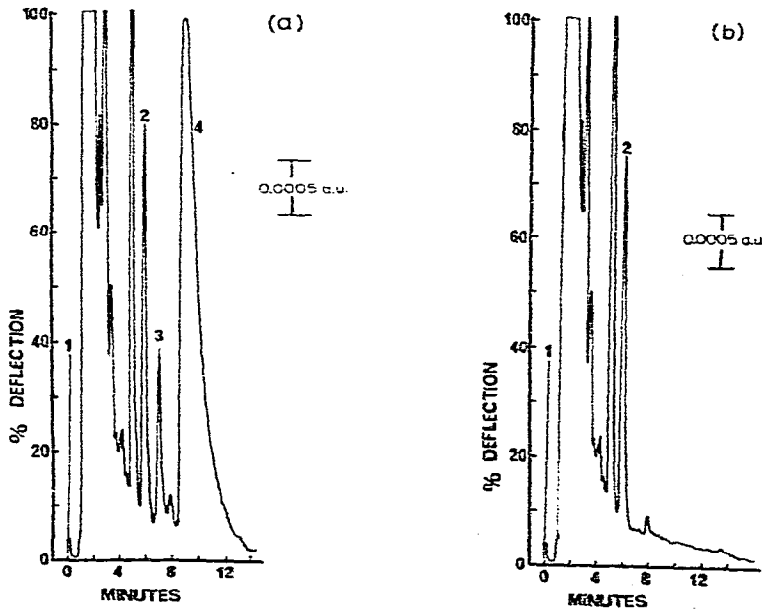 (a)
100
80
60
40
20
0
% DEFLECTION
1
2
3
4
0.0005 a.u.
0 4 8 12
MINUTES
(b)
100
80
60
40
20
0
% DEFLECTION
1
2
0.0005 a.u
0 4 8 12
MINUTES